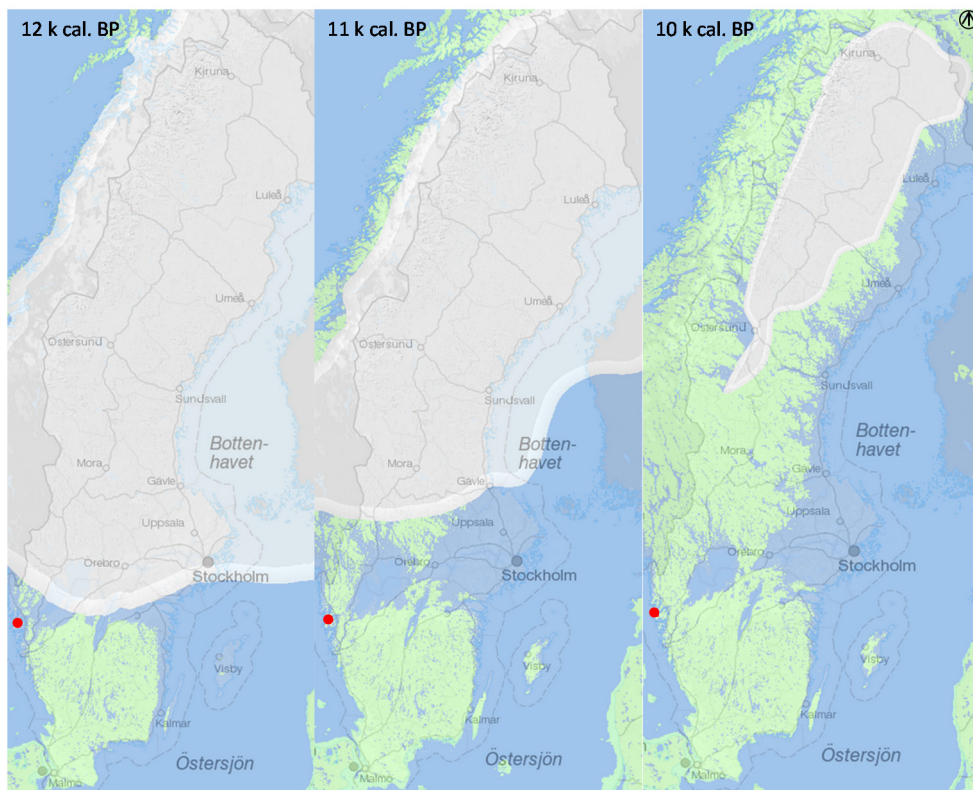 12 k cal. BP
Kiruna
Luleå
Umeå
Östersund
Sundsvall
Botten-
havet
Mora
Gävle
Uppsala
Örebro
Stockholm
Visby
Kalmar
Östersjön
Malmö
11 k cal. BP
Kiruna
Luleå
Umeå
Östersund
Sundsvall
Botten-
havet
Mora
Gävle
Uppsala
Örebro
Stockholm
Visby
Kalmar
Östersjön
Malmö
10 k cal. BP
Kiruna
Luleå
Umeå
Östersund
Sundsvall
Botten-
havet
Mora
Gävle
Uppsala
Örebro
Stockholm
Visby
Kalmar
Östersjön
Malmö